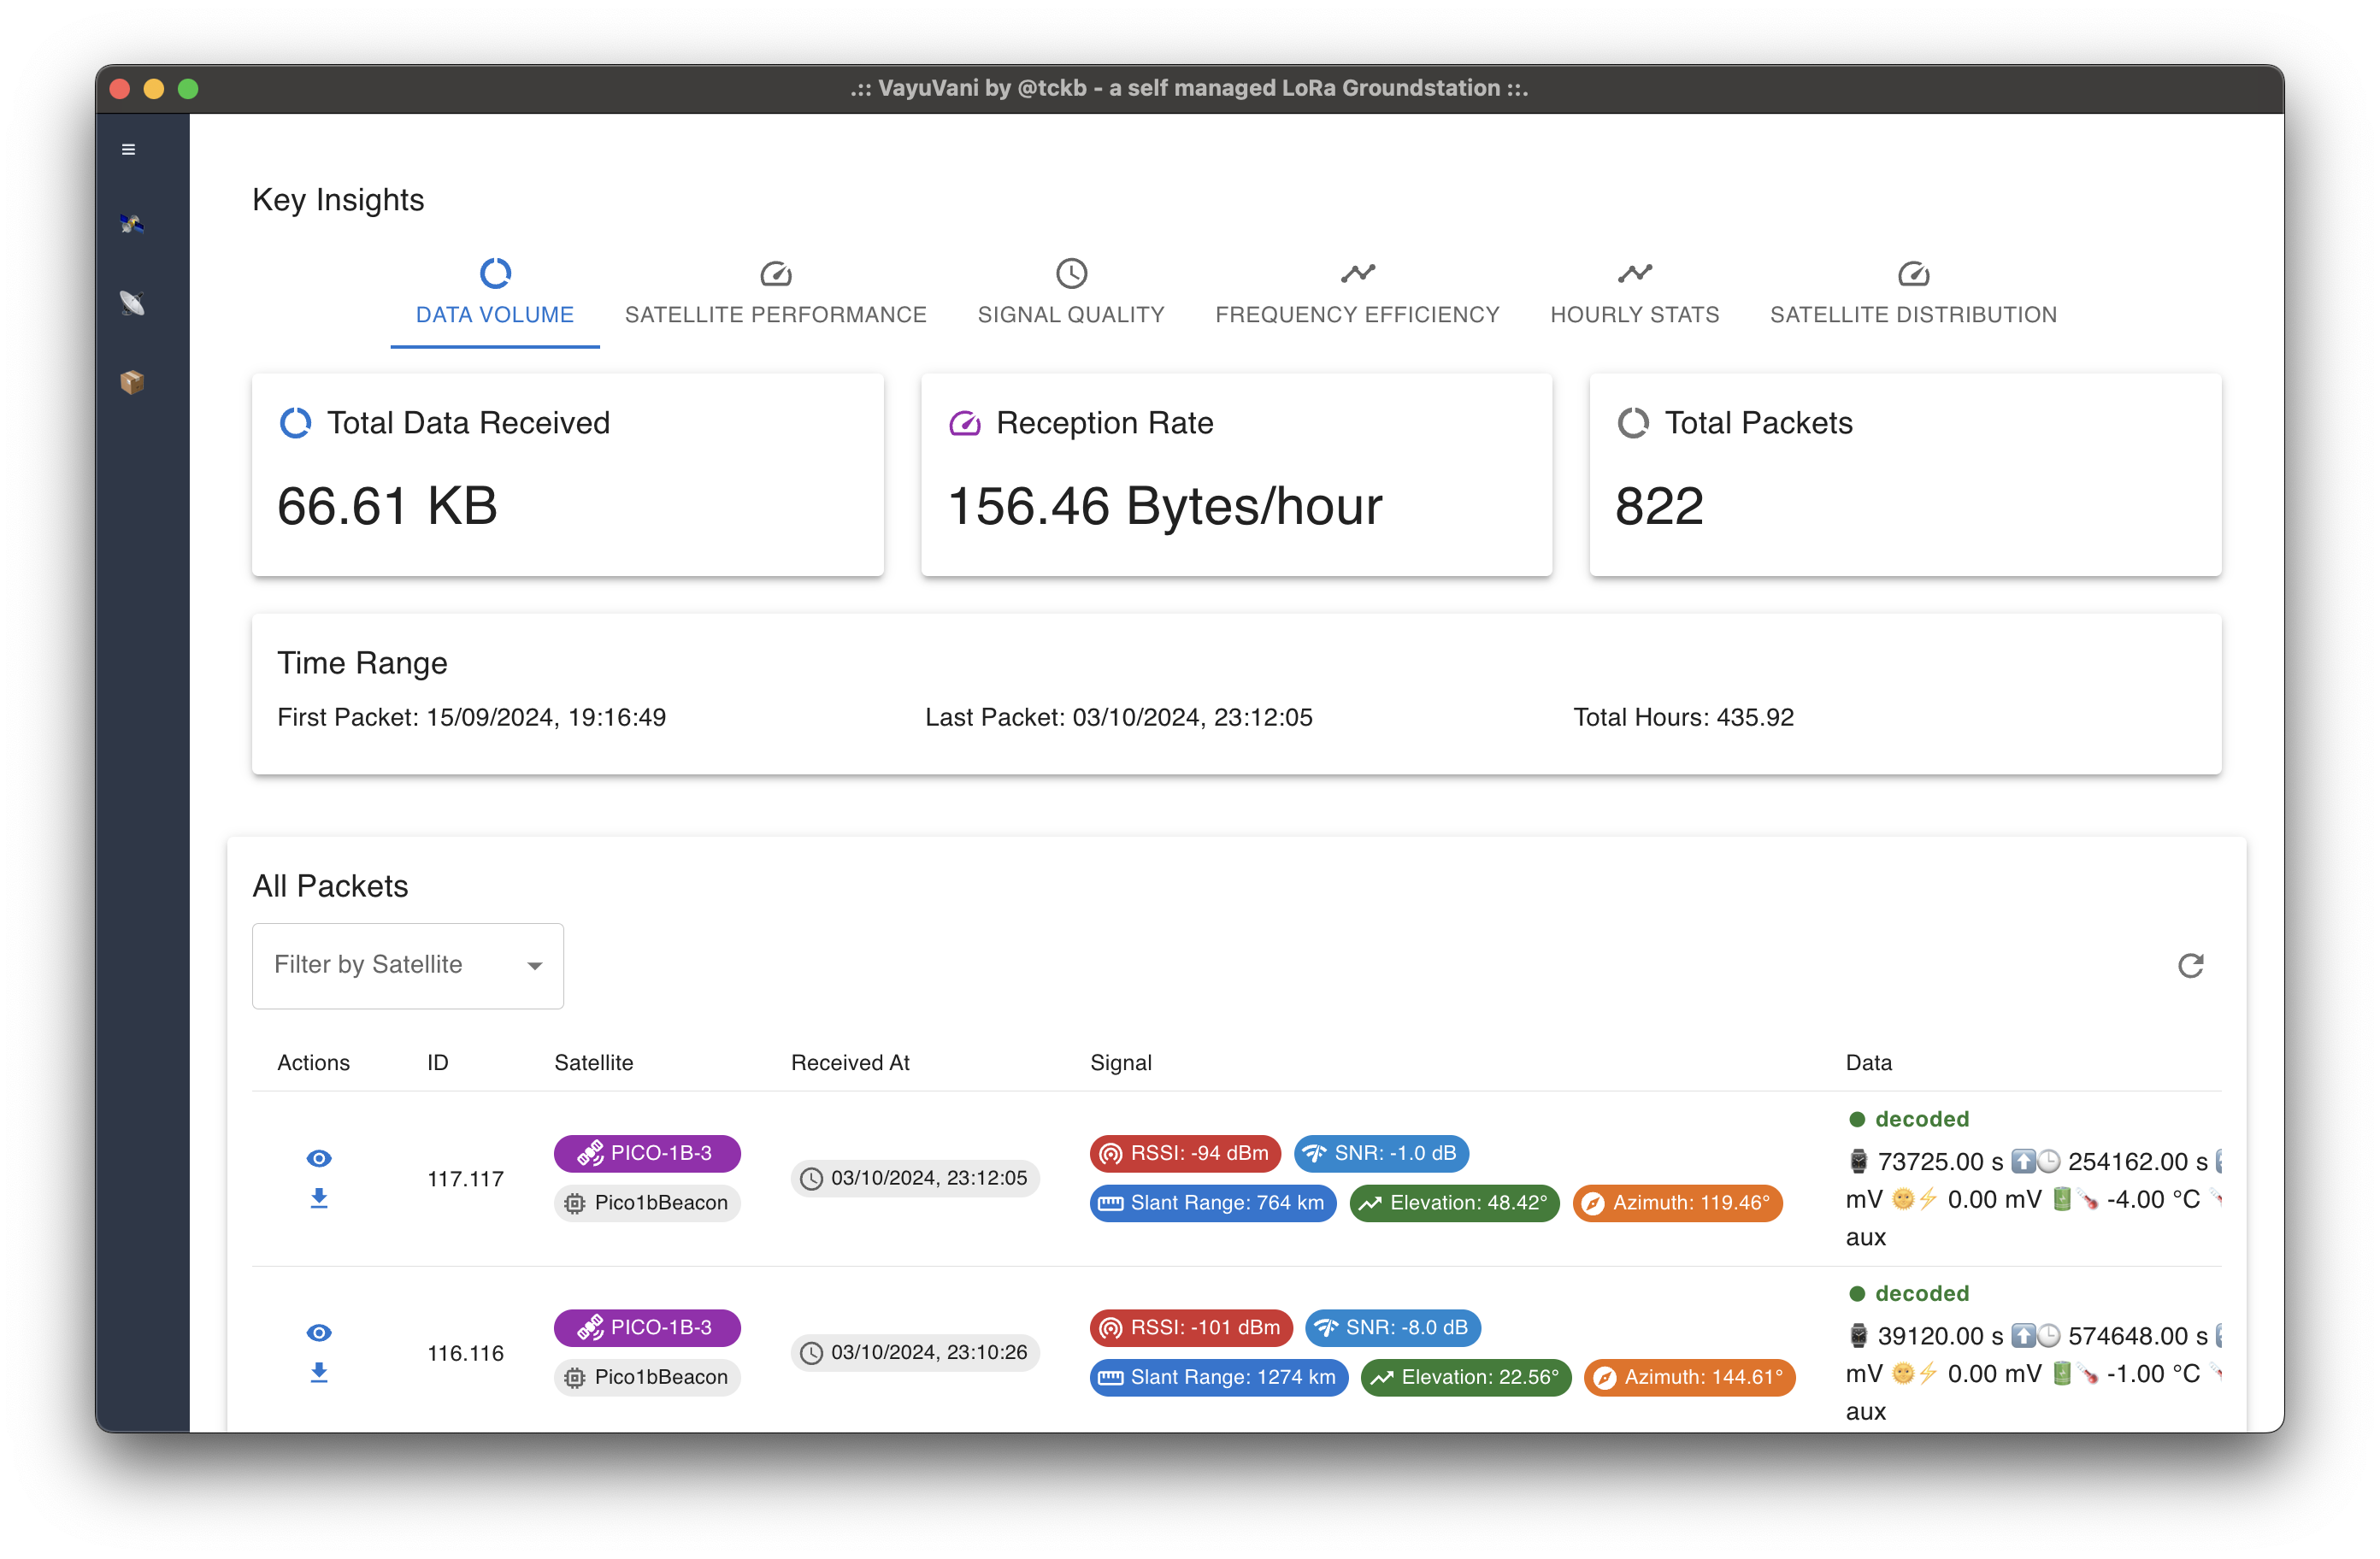 .:: VayuVani by @tckb - a self managed LoRa Groundstation ::.
Key Insights
DATA VOLUME
SATELLITE PERFORMANCE
SIGNAL QUALITY
FREQUENCY EFFICIENCY
HOURLY STATS
SATELLITE DISTRIBUTION
Total Data Received
66.61 KB
Reception Rate
156.46 Bytes/hour
Total Packets
822
Time Range
First Packet: 15/09/2024, 19:16:49
Last Packet: 03/10/2024, 23:12:05
Total Hours: 435.92
All Packets
Filter by Satellite
Actions ID Satellite Received At Signal Data
117.117
PICO-1B-3
Pico1bBeacon
03/10/2024, 23:12:05
RSSI: -94 dBm SNR: -1.0 dB
Slant Range: 764 km Elevation: 48.42° Azimuth: 119.46°
decoded
73725.00 s 254162.00 s
mV 0.00 mV -4.00 °C
aux
116.116
PICO-1B-3
Pico1bBeacon
03/10/2024, 23:10:26
RSSI: -101 dBm SNR: -8.0 dB
Slant Range: 1274 km Elevation: 22.56° Azimuth: 144.61°
decoded
39120.00 s 574648.00 s
mV 0.00 mV -1.00 °C
aux